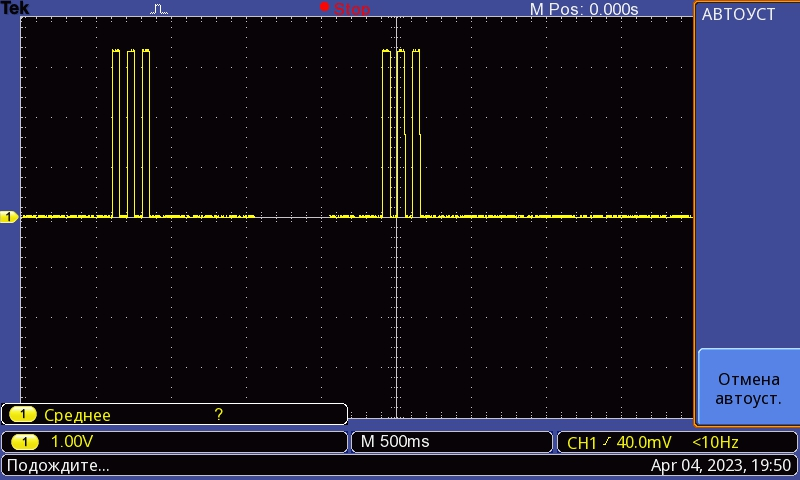 Tek Stop M Pos: 0.000s
АВТОУСТ
1
Отмена
автоуст.
1 Среднее ?
1 1.00V M 500ms CH1 40.0mV <10Hz
Подождите... Apr 04, 2023, 19:50